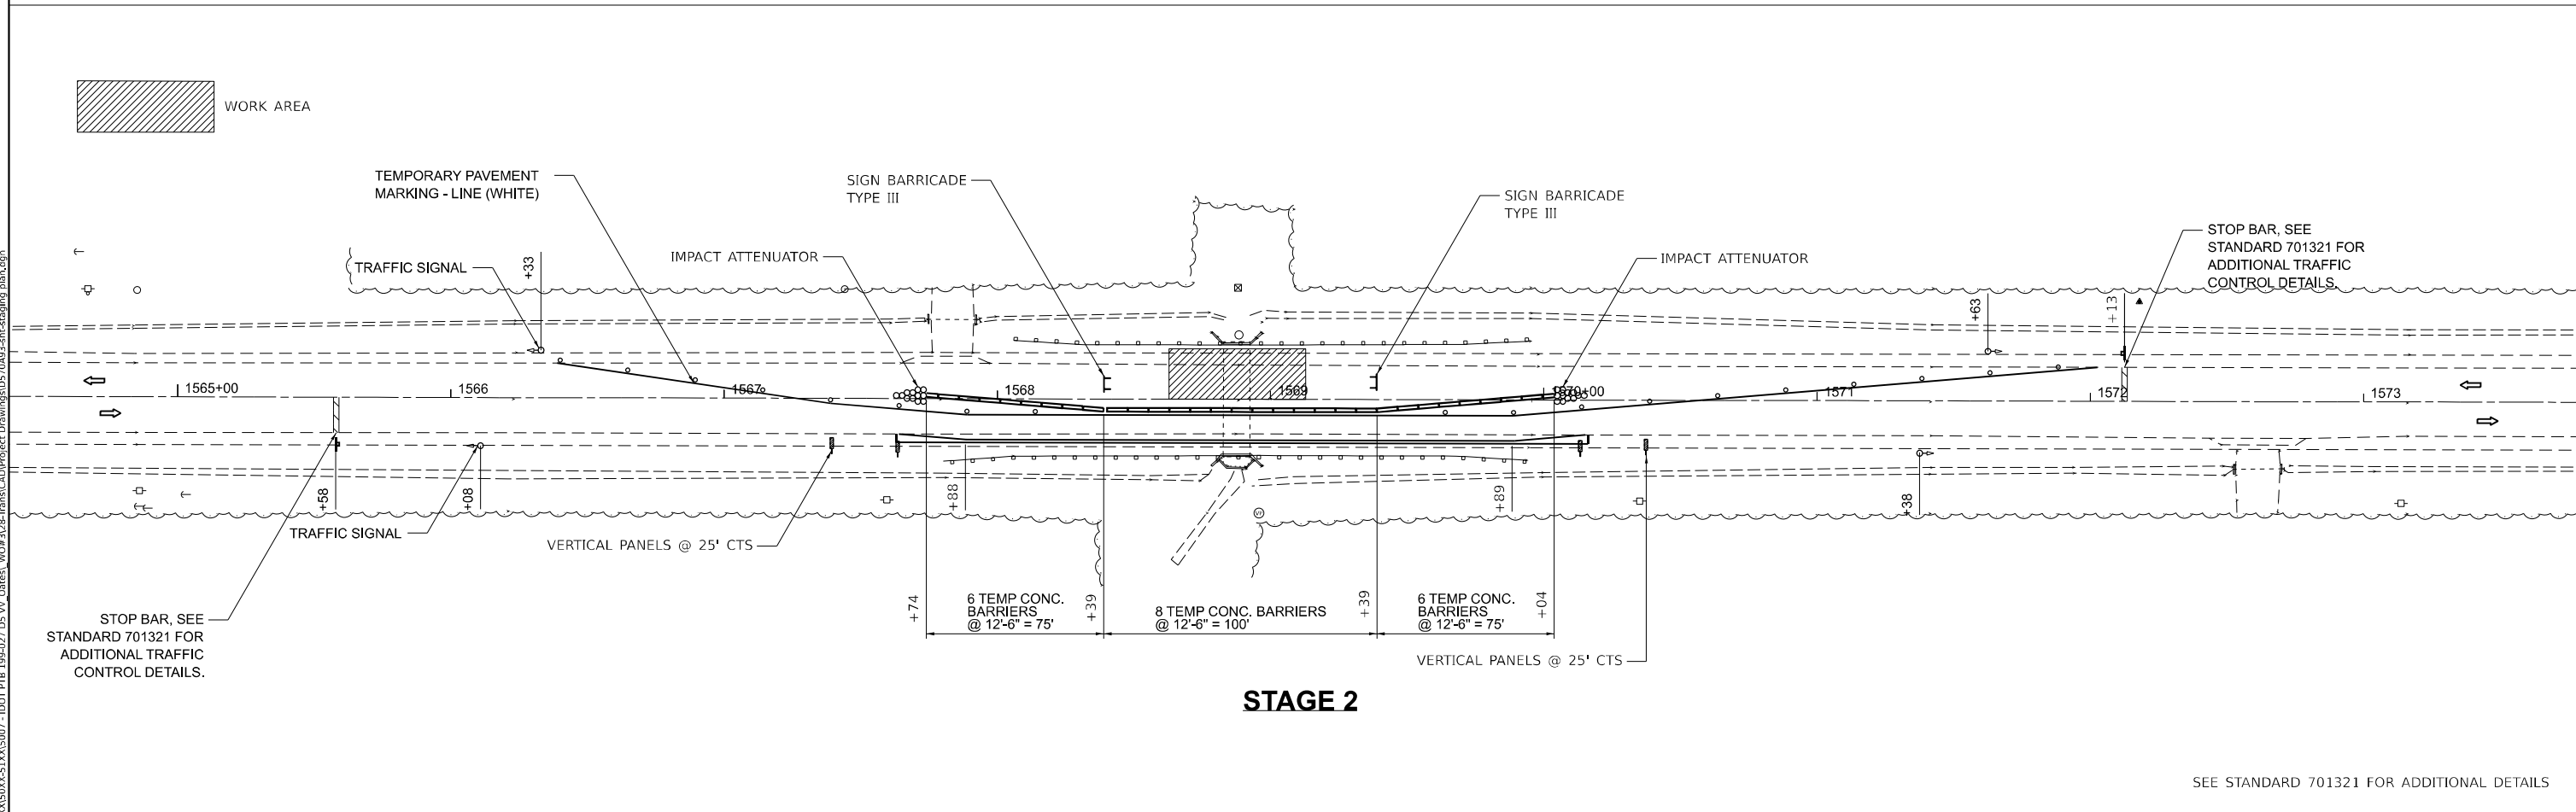 WORK AREA
TEMPORARY PAVEMENT
MARKING - LINE (WHITE)
SIGN BARRICADE
TYPE III
SIGN BARRICADE
TYPE III
STOP BAR, SEE
STANDARD 701321 FOR
ADDITIONAL TRAFFIC
CONTROL DETAILS.
TRAFFIC SIGNAL
+33
IMPACT ATTENUATOR
IMPACT ATTENUATOR
+63
+13
1565+00
1566
1567
1568
1569
1570+00
1571
1572
1573
+58
+08
+88
+89
+38
TRAFFIC SIGNAL
VERTICAL PANELS @ 25' CTS
STOP BAR, SEE
STANDARD 701321 FOR
ADDITIONAL TRAFFIC
CONTROL DETAILS.
+74
6 TEMP CONC.
BARRIERS
@ 12'-6" = 75'
+39
8 TEMP CONC. BARRIERS
@ 12'-6" = 100'
+39
6 TEMP CONC.
BARRIERS
@ 12'-6" = 75'
+04
VERTICAL PANELS @ 25' CTS
STAGE 2
SEE STANDARD 701321 FOR ADDITIONAL DETAILS